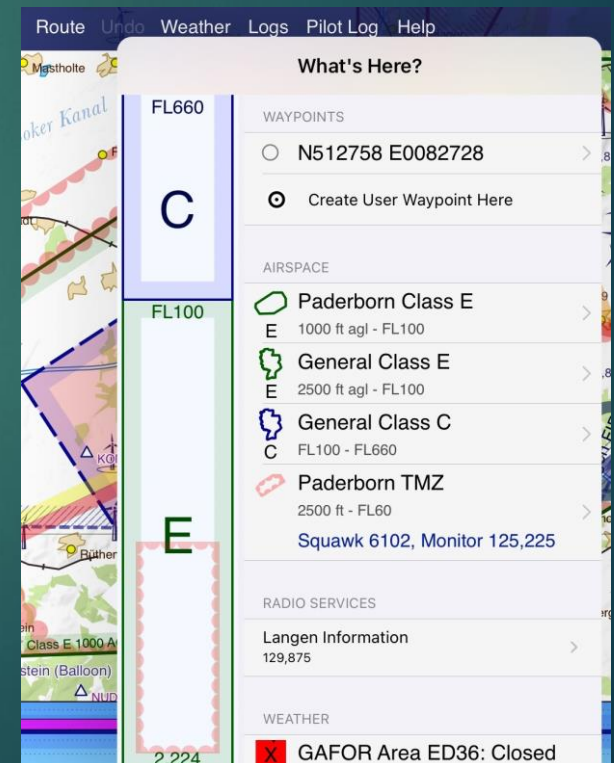 Route Undo Weather Logs Pilot Log Help
What's Here?
Mastholte
oker Kanal
FL660
C
FL100
E
2 224
WAYPOINTS
N512758 E0082728
Create User Waypoint Here
AIRSPACE
Paderborn Class E
E 1000 ft agl - FL100
General Class E
E 2500 ft agl - FL100
General Class C
C FL100 - FL660
Paderborn TMZ
2500 ft - FL60
Squawk 6102, Monitor 125,225
RADIO SERVICES
Langen Information
129,875
WEATHER
X GAFOR Area ED36: Closed
Rüther
Class E 1000 A
stein (Balloon)
NUD